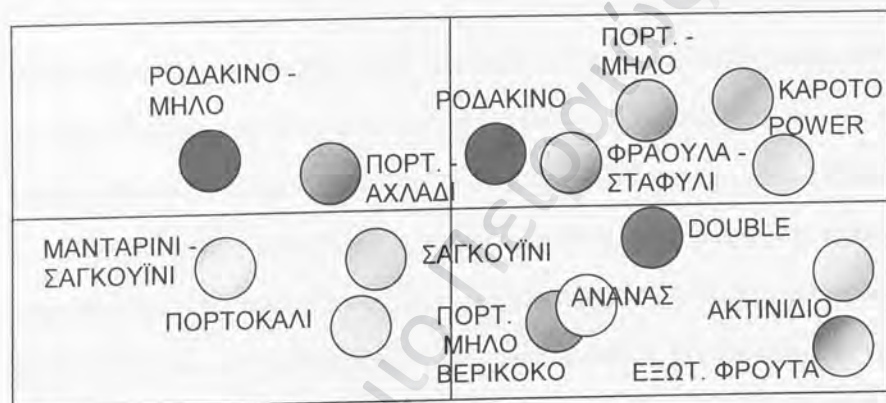 ΡΟΔΑΚΙΝΟ -
ΜΗΛΟ
ΠΟΡΤ. -
ΑΧΛΑΔΙ
ΡΟΔΑΚΙΝΟ
ΠΟΡΤ. -
ΜΗΛΟ
ΚΑΡΟΤΟ
POWER
ΦΡΑΟΥΛΑ -
ΣΤΑΦΥΛΙ
ΜΑΝΤΑΡΙΝΙ -
ΣΑΓΚΟΥΪΝΙ
ΣΑΓΚΟΥΪΝΙ
ΠΟΡΤΟΚΑΛΙ
DOUBLE
ΑΝΑΝΑΣ
ΠΟΡΤ.
ΜΗΛΟ
ΒΕΡΙΚΟΚΟ
ΑΚΤΙΝΙΔΙΟ
ΕΞΩΤ. ΦΡΟΥΤΑ